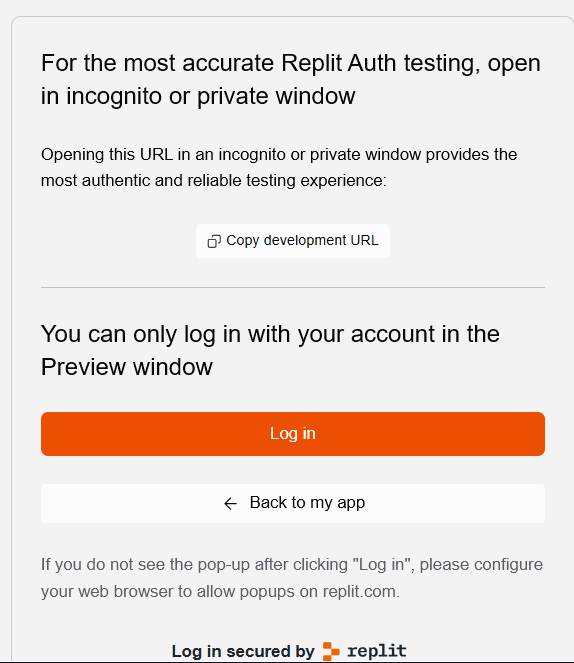 For the most accurate Replit Auth testing, open
in incognito or private window
Opening this URL in an incognito or private window provides the
most authentic and reliable testing experience:
Copy development URL
You can only log in with your account in the
Preview window
Log in
Back to my app
If you do not see the pop-up after clicking "Log in", please configure
your web browser to allow popups on replit.com.
Log in secured by replit